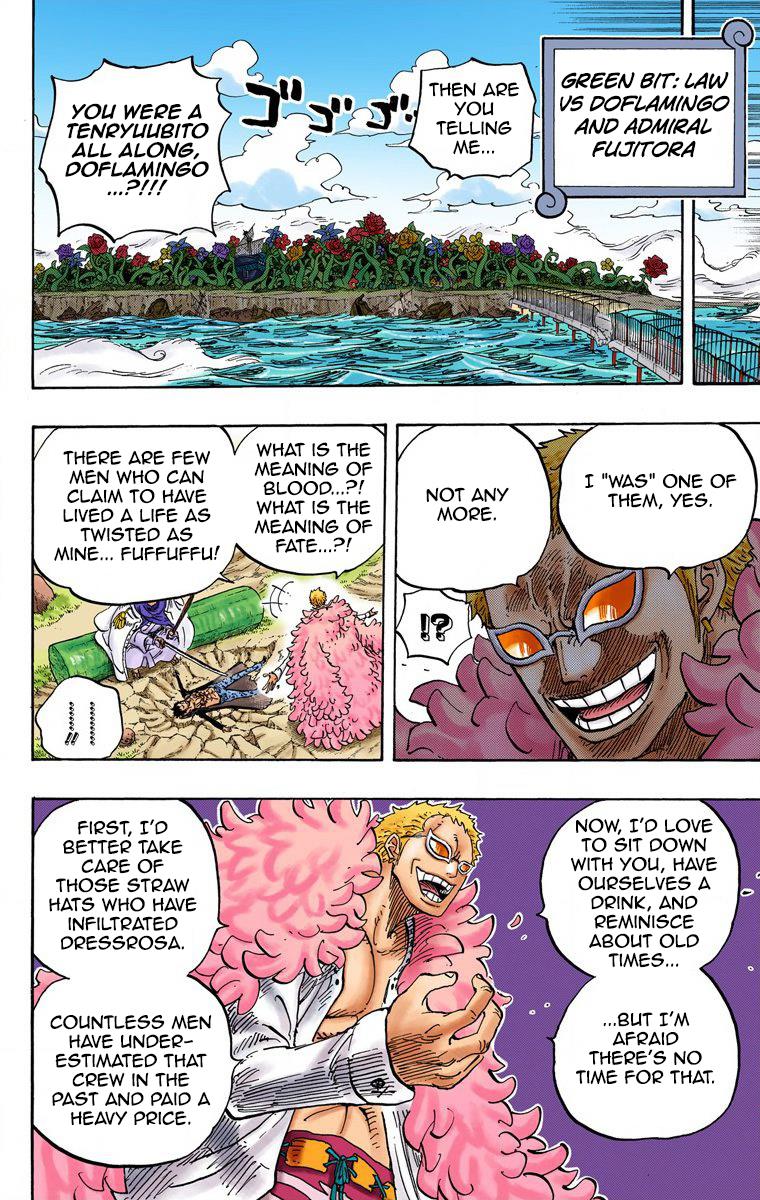 GREEN BIT: LAW
VS DOFLAMINGO
AND ADMIRAL
FUJITORA
THEN ARE
YOU
TELLING
ME...
ゴゴゴゴ...
YOU WERE A
TENRYUUBITO
ALL ALONG,
DOFLAMINGO
...?!!!
I "WAS" ONE OF
THEM, YES.
NOT ANY
MORE.
!?
WHAT IS THE
MEANING OF
BLOOD...?!
WHAT IS THE
MEANING OF
FATE...?!
THERE ARE FEW
MEN WHO CAN
CLAIM TO HAVE
LIVED A LIFE AS
TWISTED AS
MINE... FUFFUFFU!
.........!!
NOW, I'D LOVE
TO SIT DOWN
WITH YOU, HAVE
OURSELVES A
DRINK, AND
REMINISCE
ABOUT OLD
TIMES...
...BUT I'M
AFRAID
THERE'S NO
TIME FOR THAT.
FIRST, I'D
BETTER TAKE
CARE OF
THOSE STRAW
HATS WHO HAVE
INFILTRATED
DRESSROSA.
COUNTLESS MEN
HAVE UNDER-
ESTIMATED THAT
CREW IN THE
PAST AND PAID A
HEAVY PRICE.